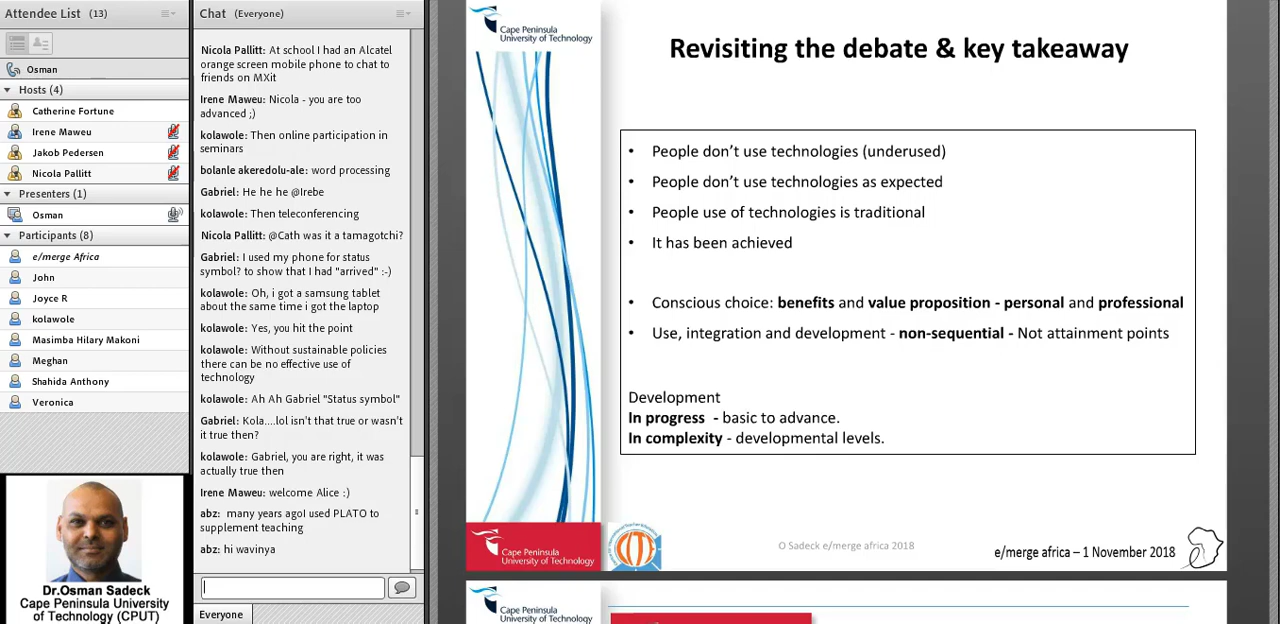 Attendee List (13)
Osman
Hosts (4)
Catherine Fortune
Irene Maweu
Jakob Pedersen
Nicola Pallitt
Presenters (1)
Osman
Participants (8)
e/merge Africa
John
Joyce R
kolawole
Masimba Hilary Makoni
Meghan
Shahida Anthony
Veronica
Dr.Osman Sadeck
Cape Peninsula University
of Technology (CPUT)
Chat (Everyone)
Nicola Pallitt: At school I had an Alcatel
orange screen mobile phone to chat to
friends on MXit
Irene Maweu: Nicola - you are too
advanced ;)
kolawole: Then online participation in
seminars
bolanle akeredolu-ale: word processing
Gabriel: He he he @Irebe
kolawole: Then teleconferencing
Nicola Pallitt: @Cath was it a tamagotchi?
Gabriel: I used my phone for status
symbol? to show that I had "arrived" :-)
kolawole: Oh, i got a samsung tablet
about the same time i got the laptop
kolawole: Yes, you hit the point
kolawole: Without sustainable policies
there can be no effective use of
technology
kolawole: Ah Ah Gabriel "Status symbol"
Gabriel: Kola....lol isn't that true or wasn't
it true then?
kolawole: Gabriel, you are right, it was
actually true then
Irene Maweu: welcome Alice :)
abz: many years agoI used PLATO to
supplement teaching
abz: hi wavinya
Everyone
Cape Peninsula
University of Technology
Revisiting the debate & key takeaway
• People don't use technologies (underused)
• People don't use technologies as expected
• People use of technologies is traditional
• It has been achieved
• Conscious choice: benefits and value proposition - personal and professional
• Use, integration and development - non-sequential - Not attainment points
Development
In progress - basic to advance.
In complexity - developmental levels.
Cape Peninsula
University of Technology
O Sadeck e/merge africa 2018
e/merge africa – 1 November 2018
Cape Peninsula
University of Technology